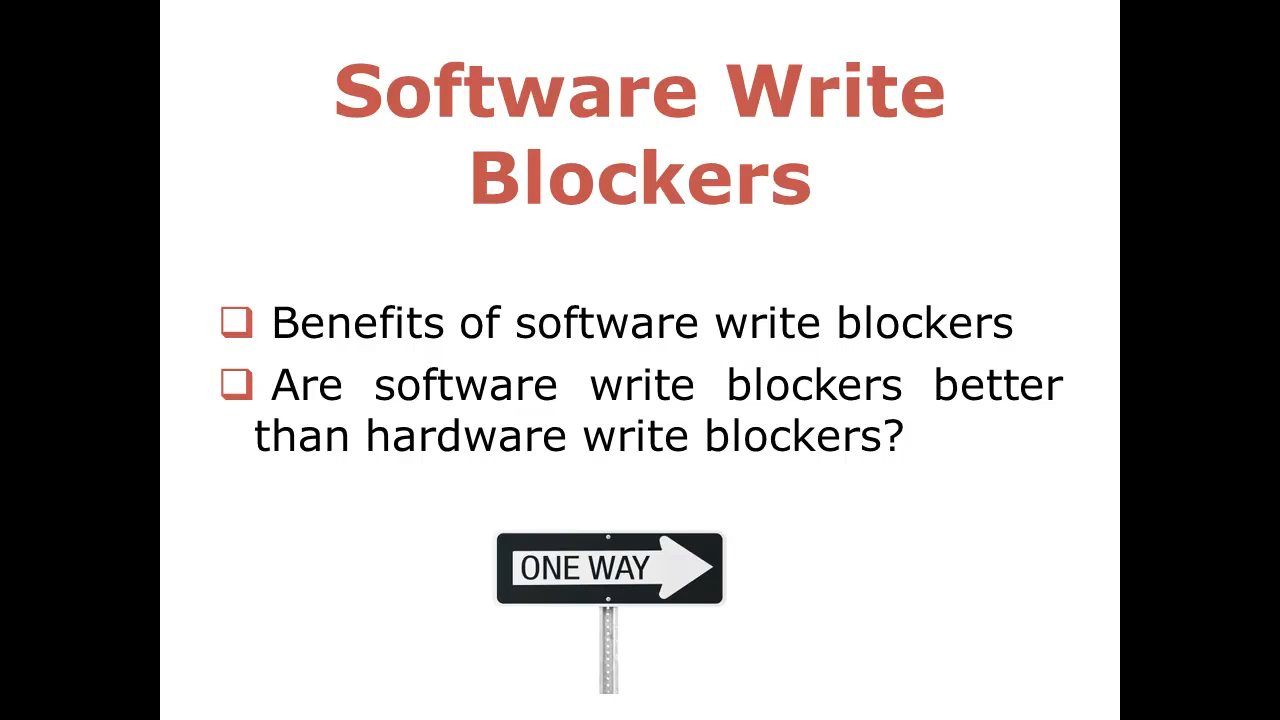 Software Write
Blockers
Benefits of software write blockers
Are software write blockers better
than hardware write blockers?
ONE WAY